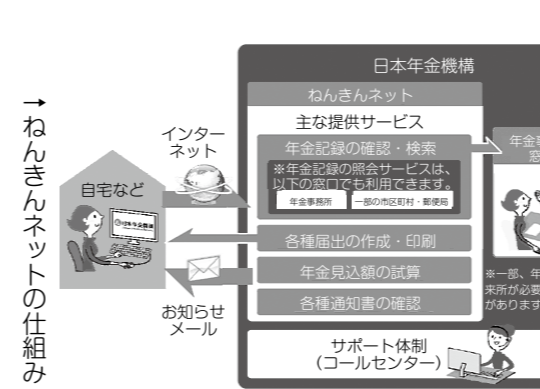 →ねんきんネットの仕組み
日本年金機構
ねんきんネット
主な提供サービス
インター
ネット
年金記録の確認・検索
※年金記録の照会サービスは、
以下の窓口でも利用できます。
年金事務所
一部の市区町村・郵便局
自宅など
各種届出の作成・印刷
年金見込額の試算
各種通知書の確認
お知らせ
メール
サポート体制
（コールセンター）
年金事
窓
※一部、年
来所が必要
があります